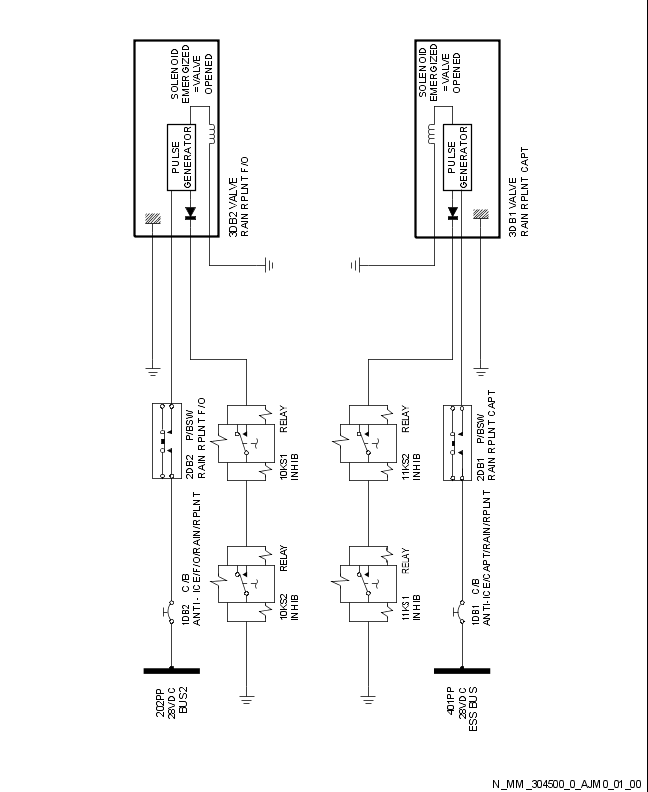 SOLENOID
EMERGIZED
=VALVE
OPENED
PULSE
GENERATOR
3DB2 VALVE
RAIN RPLNT F/O
SOLENOID
EMERGIZED
=VALVE
OPENED
PULSE
GENERATOR
3DB1 VALVE
RAIN RPLNT CAPT
2DB2 P/BSW
RAIN RPLNT F/O
10KS1 RELAY
INHIB
11KS2 RELAY
INHIB
2DB1 P/BSW
RAIN RPLNT CAPT
1DB2 C/B
ANTI-ICE/F/O/RAIN/RPLNT
10KS2 RELAY
INHIB
11KS1 RELAY
INHIB
1DB1 C/B
ANTI-ICE/CAPT/RAIN/RPLNT
202PP
28VDC
BUS2
401PP
28VDC
ESS BUS
N_MM_304500_0_AJM0_01_00